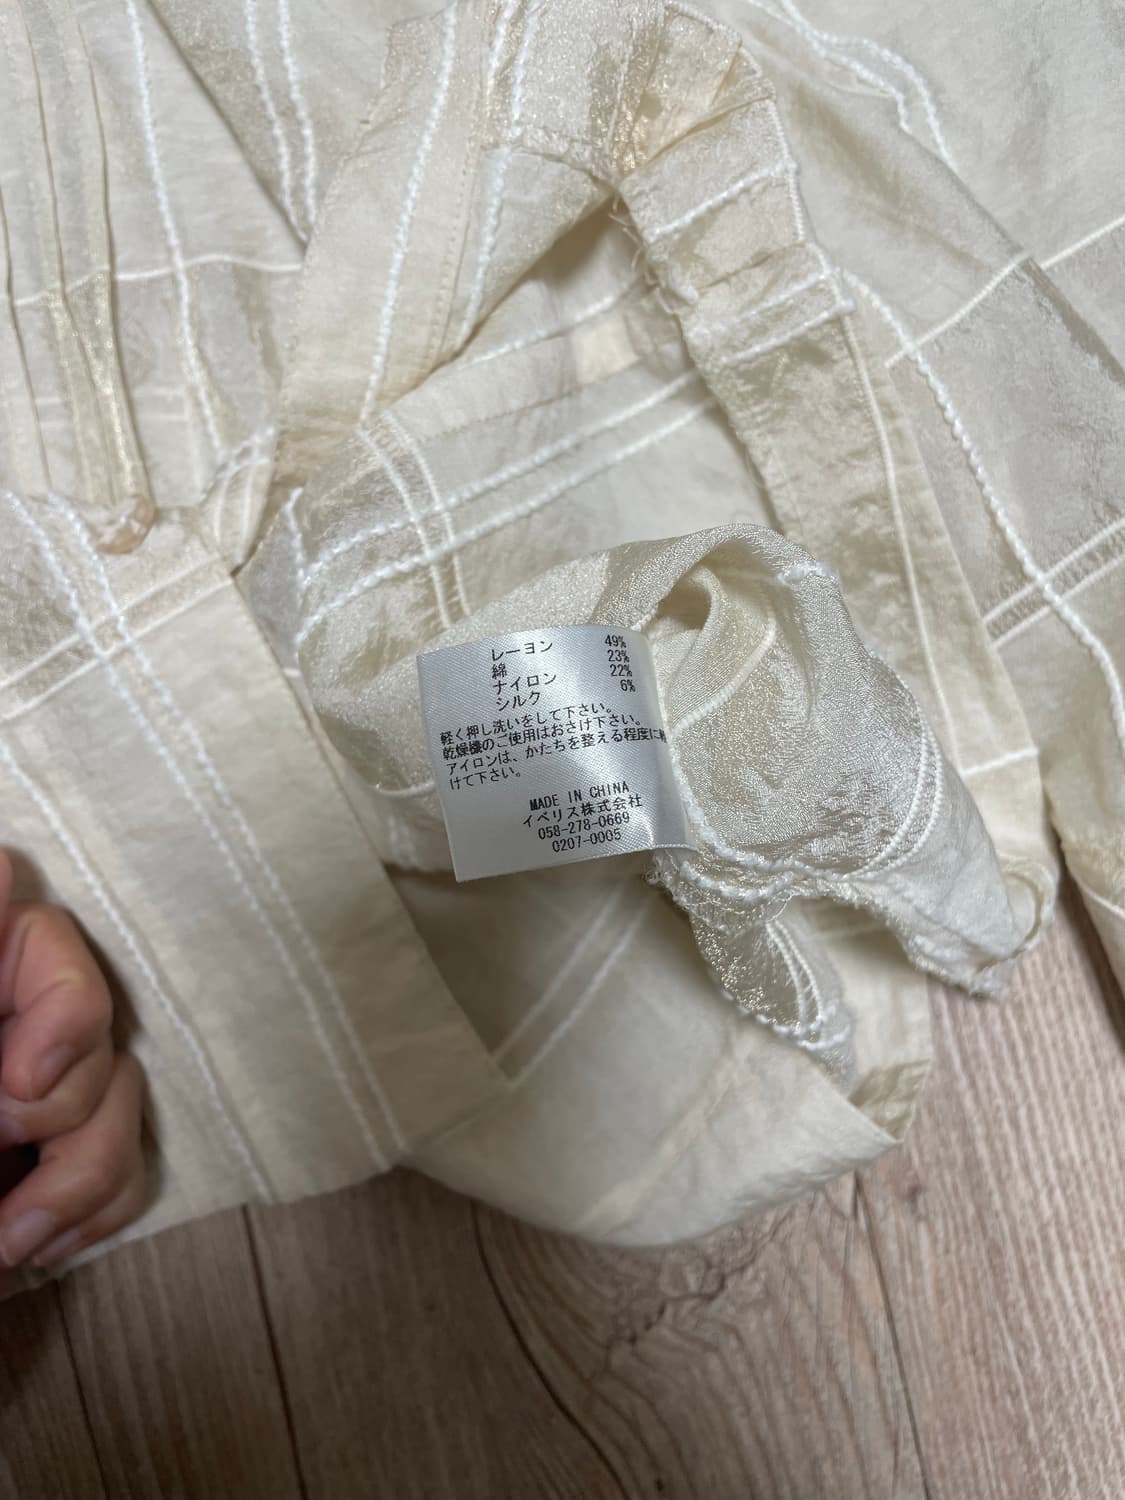 レーヨン 49%
綿 23%
ナイロン 22%
シルク 6%
軽く押し洗いをして下さい。
乾燥機のご使用はおさけ下さい。
アイロンは、かたちを整える程度に
けて下さい。
MADE IN CHINA
イベリス株式会社
058-278-0669
0207-0005